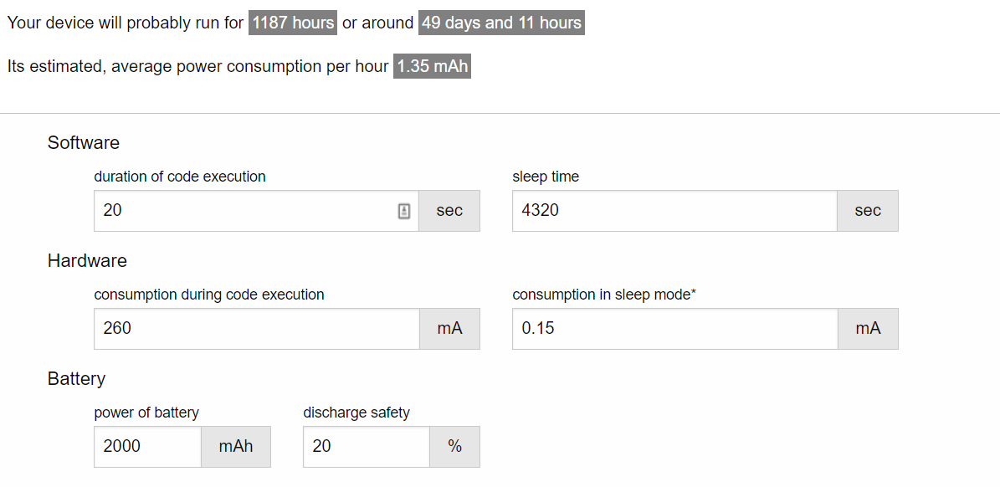 Your device will probably run for 1187 hours or around 49 days and 11 hours
Its estimated, average power consumption per hour 1.35 mAh
Software
duration of code execution
sleep time
20 sec
4320 sec
Hardware
consumption during code execution
consumption in sleep mode*
260 mA
0.15 mA
Battery
power of battery
discharge safety
2000 mAh
20 %